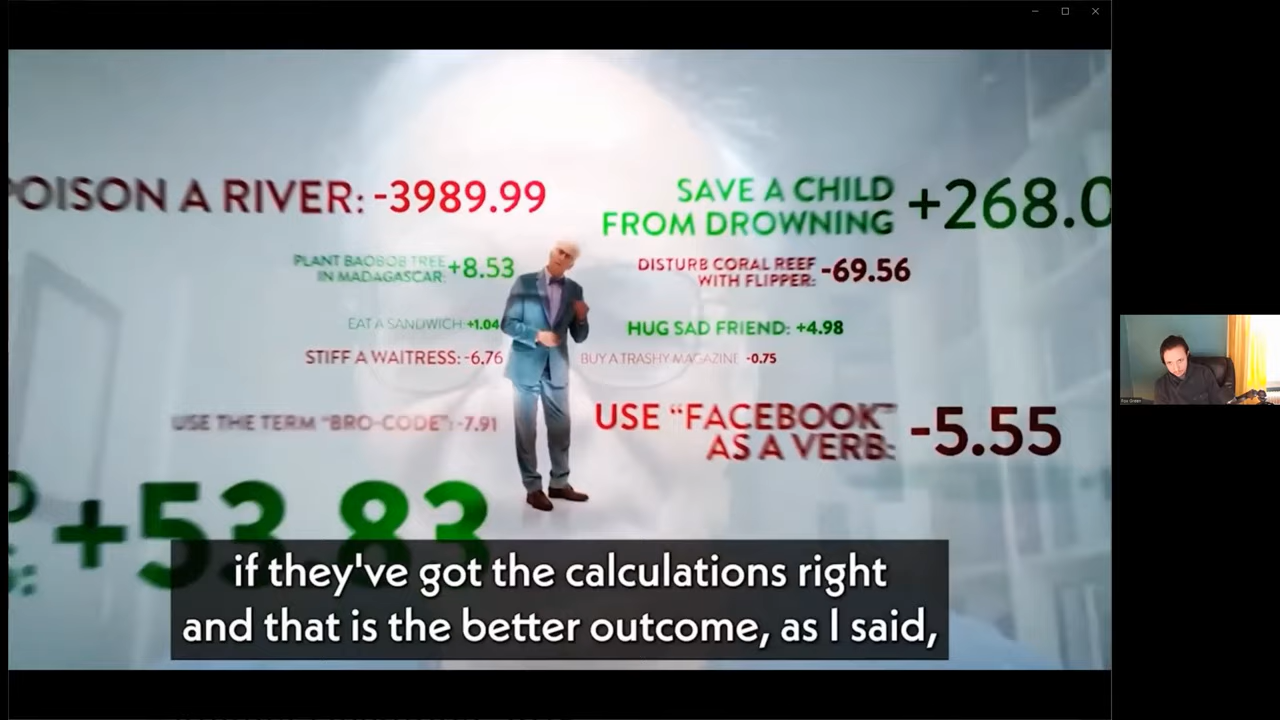 POISON A RIVER: -3989.99
SAVE A CHILD
FROM DROWNING +268.0
PLANT BAOBOB TREE
IN MADAGASCAR: +8.53
DISTURB CORAL REEF
WITH FLIPPER: -69.56
EAT A SANDWICH: +1.04
HUG SAD FRIEND: +4.98
STIFF A WAITRESS: -6.76
BUY A TRASHY MAGAZINE -0.75
USE THE TERM "BRO-CODE": -7.91
USE "FACEBOOK"
AS A VERB: -5.55
+53.83
if they've got the calculations right
and that is the better outcome, as I said,